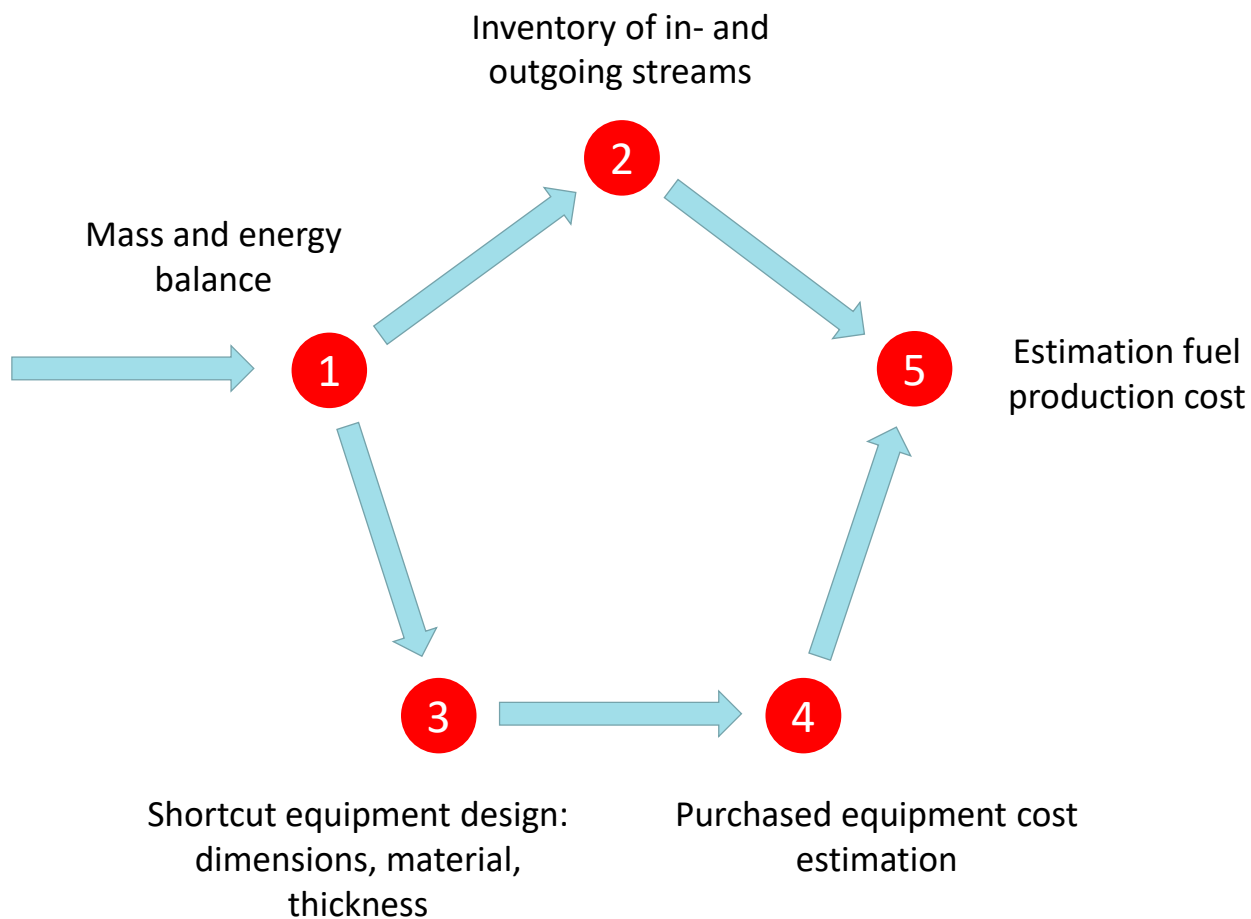 Inventory of in- and
outgoing streams
2
Mass and energy
balance
1
5
Estimation fuel
production cost
3
4
Shortcut equipment design:
dimensions, material,
thickness
Purchased equipment cost
estimation